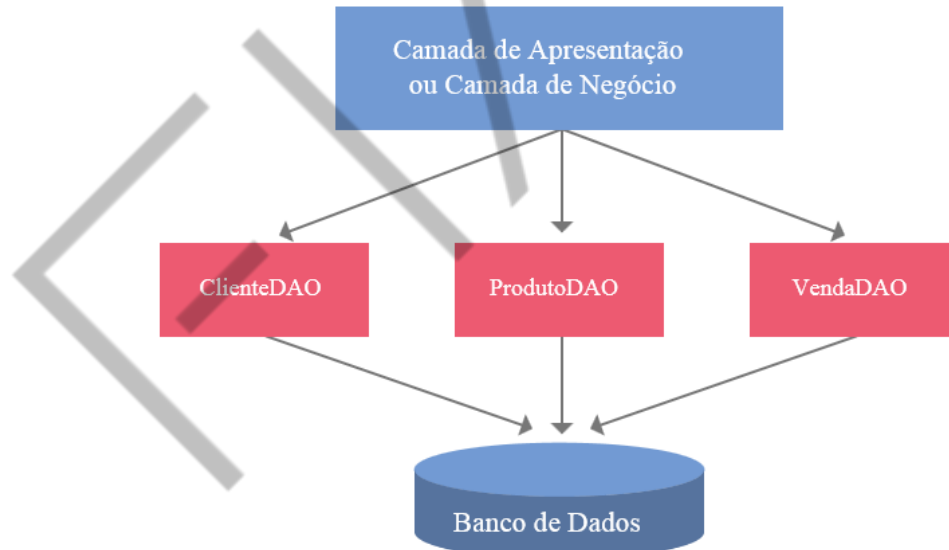 Camada de Apresentação
ou Camada de Negócio
ClienteDAO
ProdutoDAO
VendaDAO
Banco de Dados